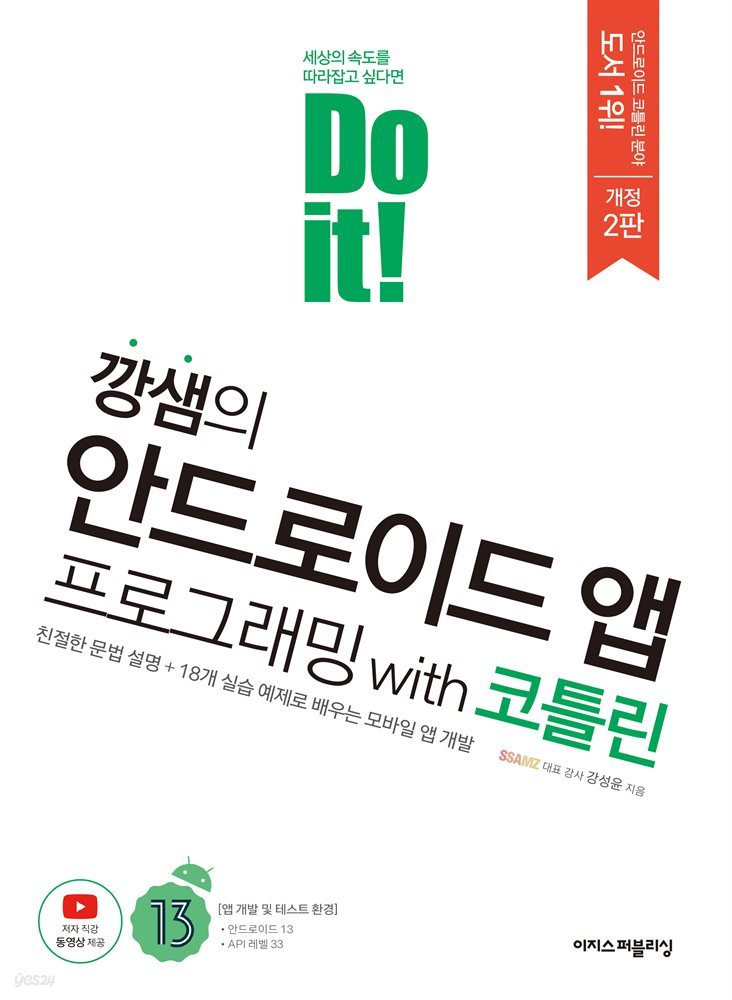 세상의 속도를
따라잡고 싶다면
Do
it!
안드로이드 코틀린 분야
도서 1위!
개정
2판
깡샘의
안드로이드 앱
프로그래밍 with 코틀린
친절한 문법 설명 + 18개 실습 예제로 배우는 모바일 앱 개발
SSAMZ 대표 강사 강성윤 지음
저자 직강
동영상 제공
13
[앱 개발 및 테스트 환경]
• 안드로이드 13
• API 레벨 33
이지스퍼블리싱
yes24